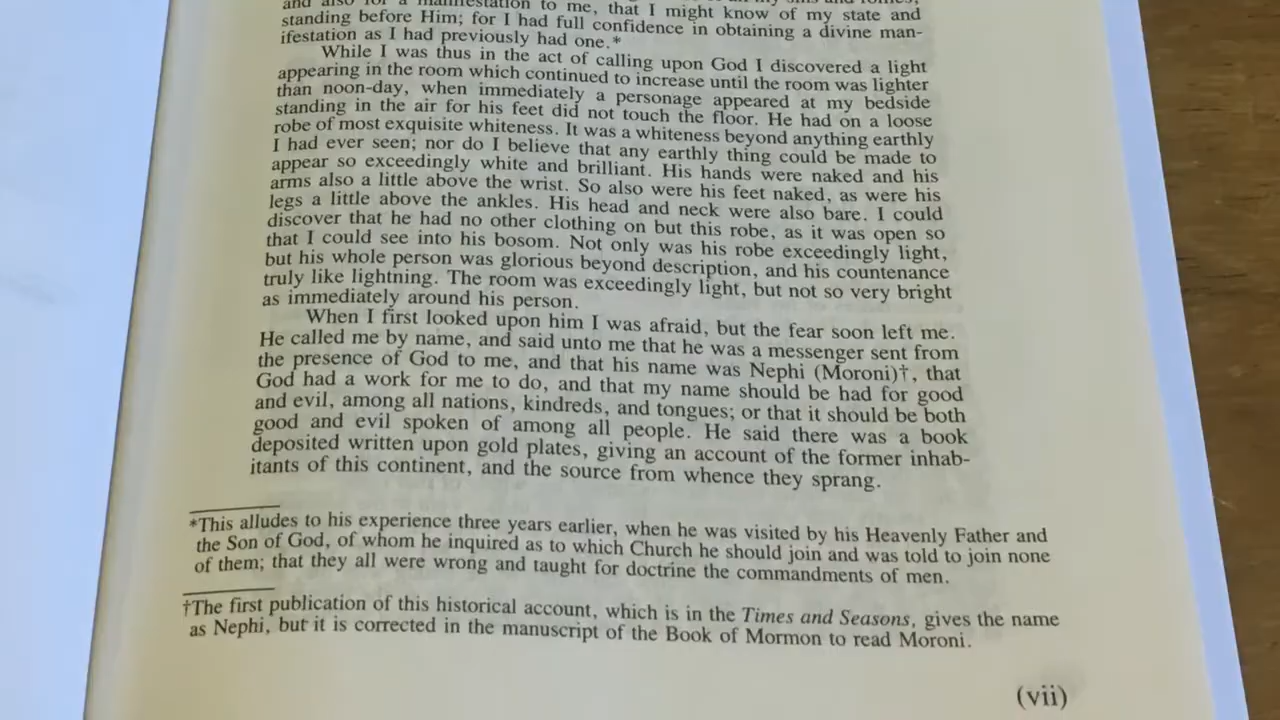 and also for a manifestation to me, that I might know of my state and
standing before Him; for I had full confidence in obtaining a divine man-
ifestation as I had previously had one.*
While I was thus in the act of calling upon God I discovered a light
appearing in the room which continued to increase until the room was lighter
than noon-day, when immediately a personage appeared at my bedside
standing in the air for his feet did not touch the floor. He had on a loose
robe of most exquisite whiteness. It was a whiteness beyond anything earthly
I had ever seen; nor do I believe that any earthly thing could be made to
appear so exceedingly white and brilliant. His hands were naked and his
arms also a little above the wrist. So also were his feet naked, as were his
legs a little above the ankles. His head and neck were also bare. I could
discover that he had no other clothing on but this robe, as it was open so
that I could see into his bosom. Not only was his robe exceedingly light,
but his whole person was glorious beyond description, and his countenance
truly like lightning. The room was exceedingly light, but not so very bright
as immediately around his person.
When I first looked upon him I was afraid, but the fear soon left me.
He called me by name, and said unto me that he was a messenger sent from
the presence of God to me, and that his name was Nephi (Moroni)†, that
God had a work for me to do, and that my name should be had for good
and evil, among all nations, kindreds, and tongues; or that it should be both
good and evil spoken of among all people. He said there was a book
deposited written upon gold plates, giving an account of the former inhab-
itants of this continent, and the source from whence they sprang.
*This alludes to his experience three years earlier, when he was visited by his Heavenly Father and
the Son of God, of whom he inquired as to which Church he should join and was told to join none
of them; that they all were wrong and taught for doctrine the commandments of men.
†The first publication of this historical account, which is in the Times and Seasons, gives the name
as Nephi, but it is corrected in the manuscript of the Book of Mormon to read Moroni.
(vii)